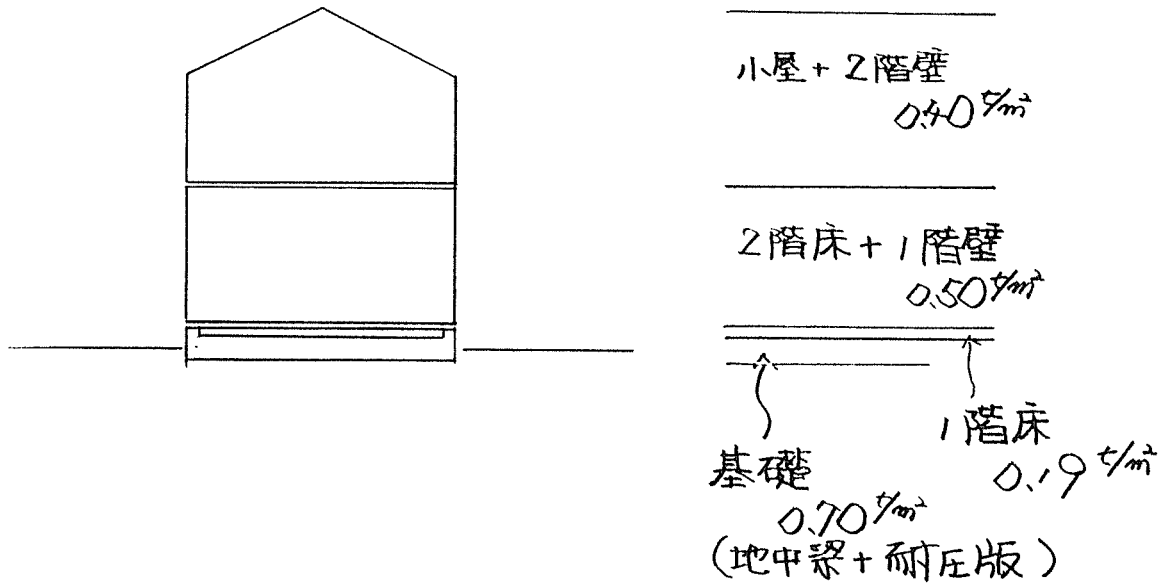 小屋+2階壁
0.40 t/m²
2階床+1階壁
0.50 t/m²
1階床
0.19 t/m²
基礎
0.70 t/m²
(地中梁+耐圧版)